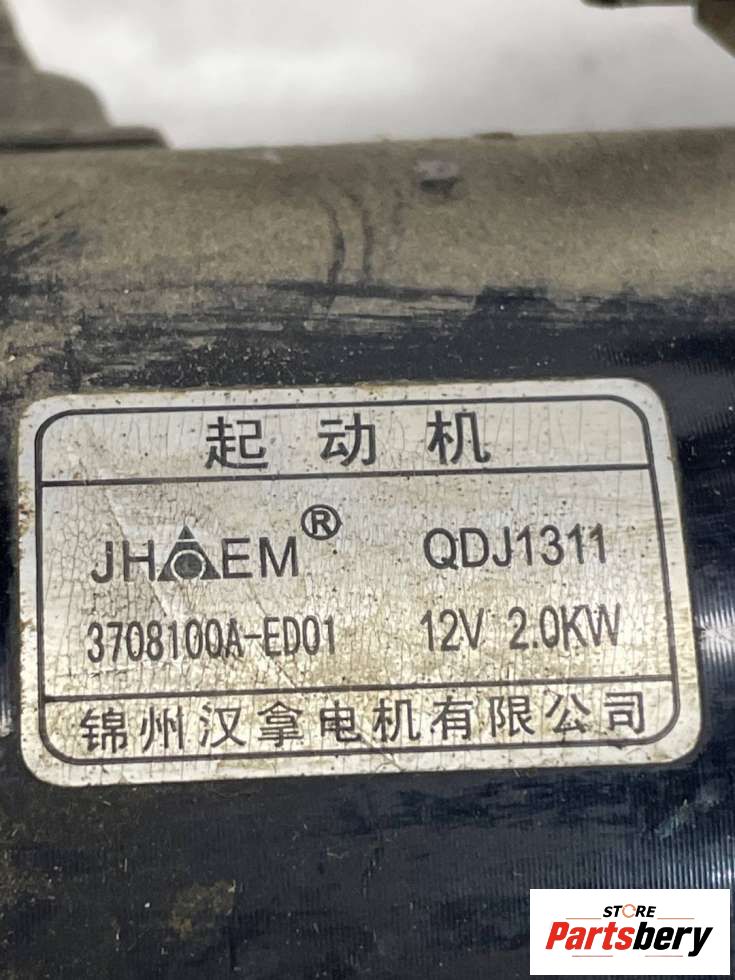 起动机
JHAEM® QDJ1311
3708100A-ED01 12V 2.0KW
锦州汉拿电机有限公司
STORE
Partsbery